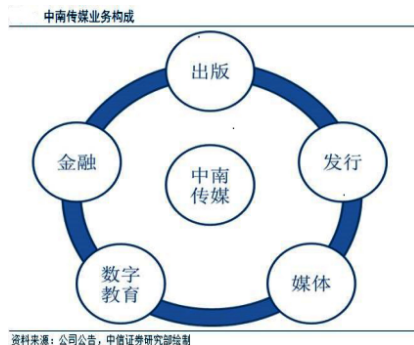 中南传媒业务构成
出版
金融
中南
传媒
发行
数字
教育
媒体
资料来源：公司公告，中信证券研究部绘制